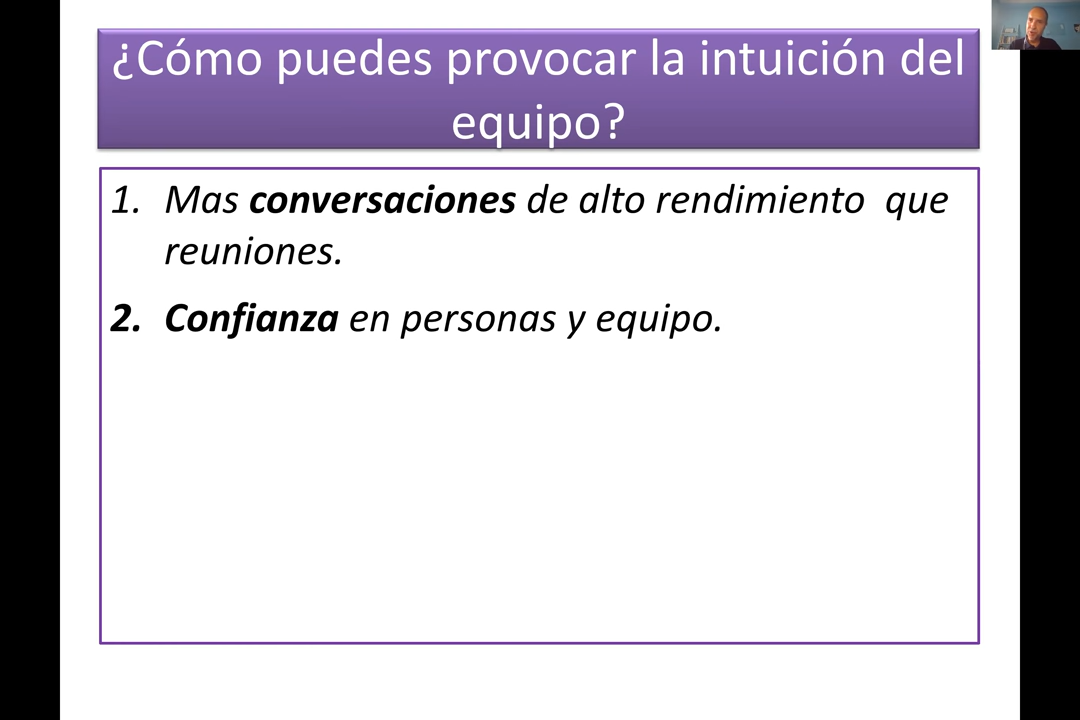 ¿Cómo puedes provocar la intuición del
equipo?
1. Mas conversaciones de alto rendimiento que
reuniones.
2. Confianza en personas y equipo.